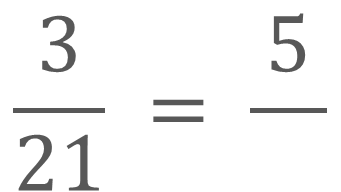 3/21 = 5/